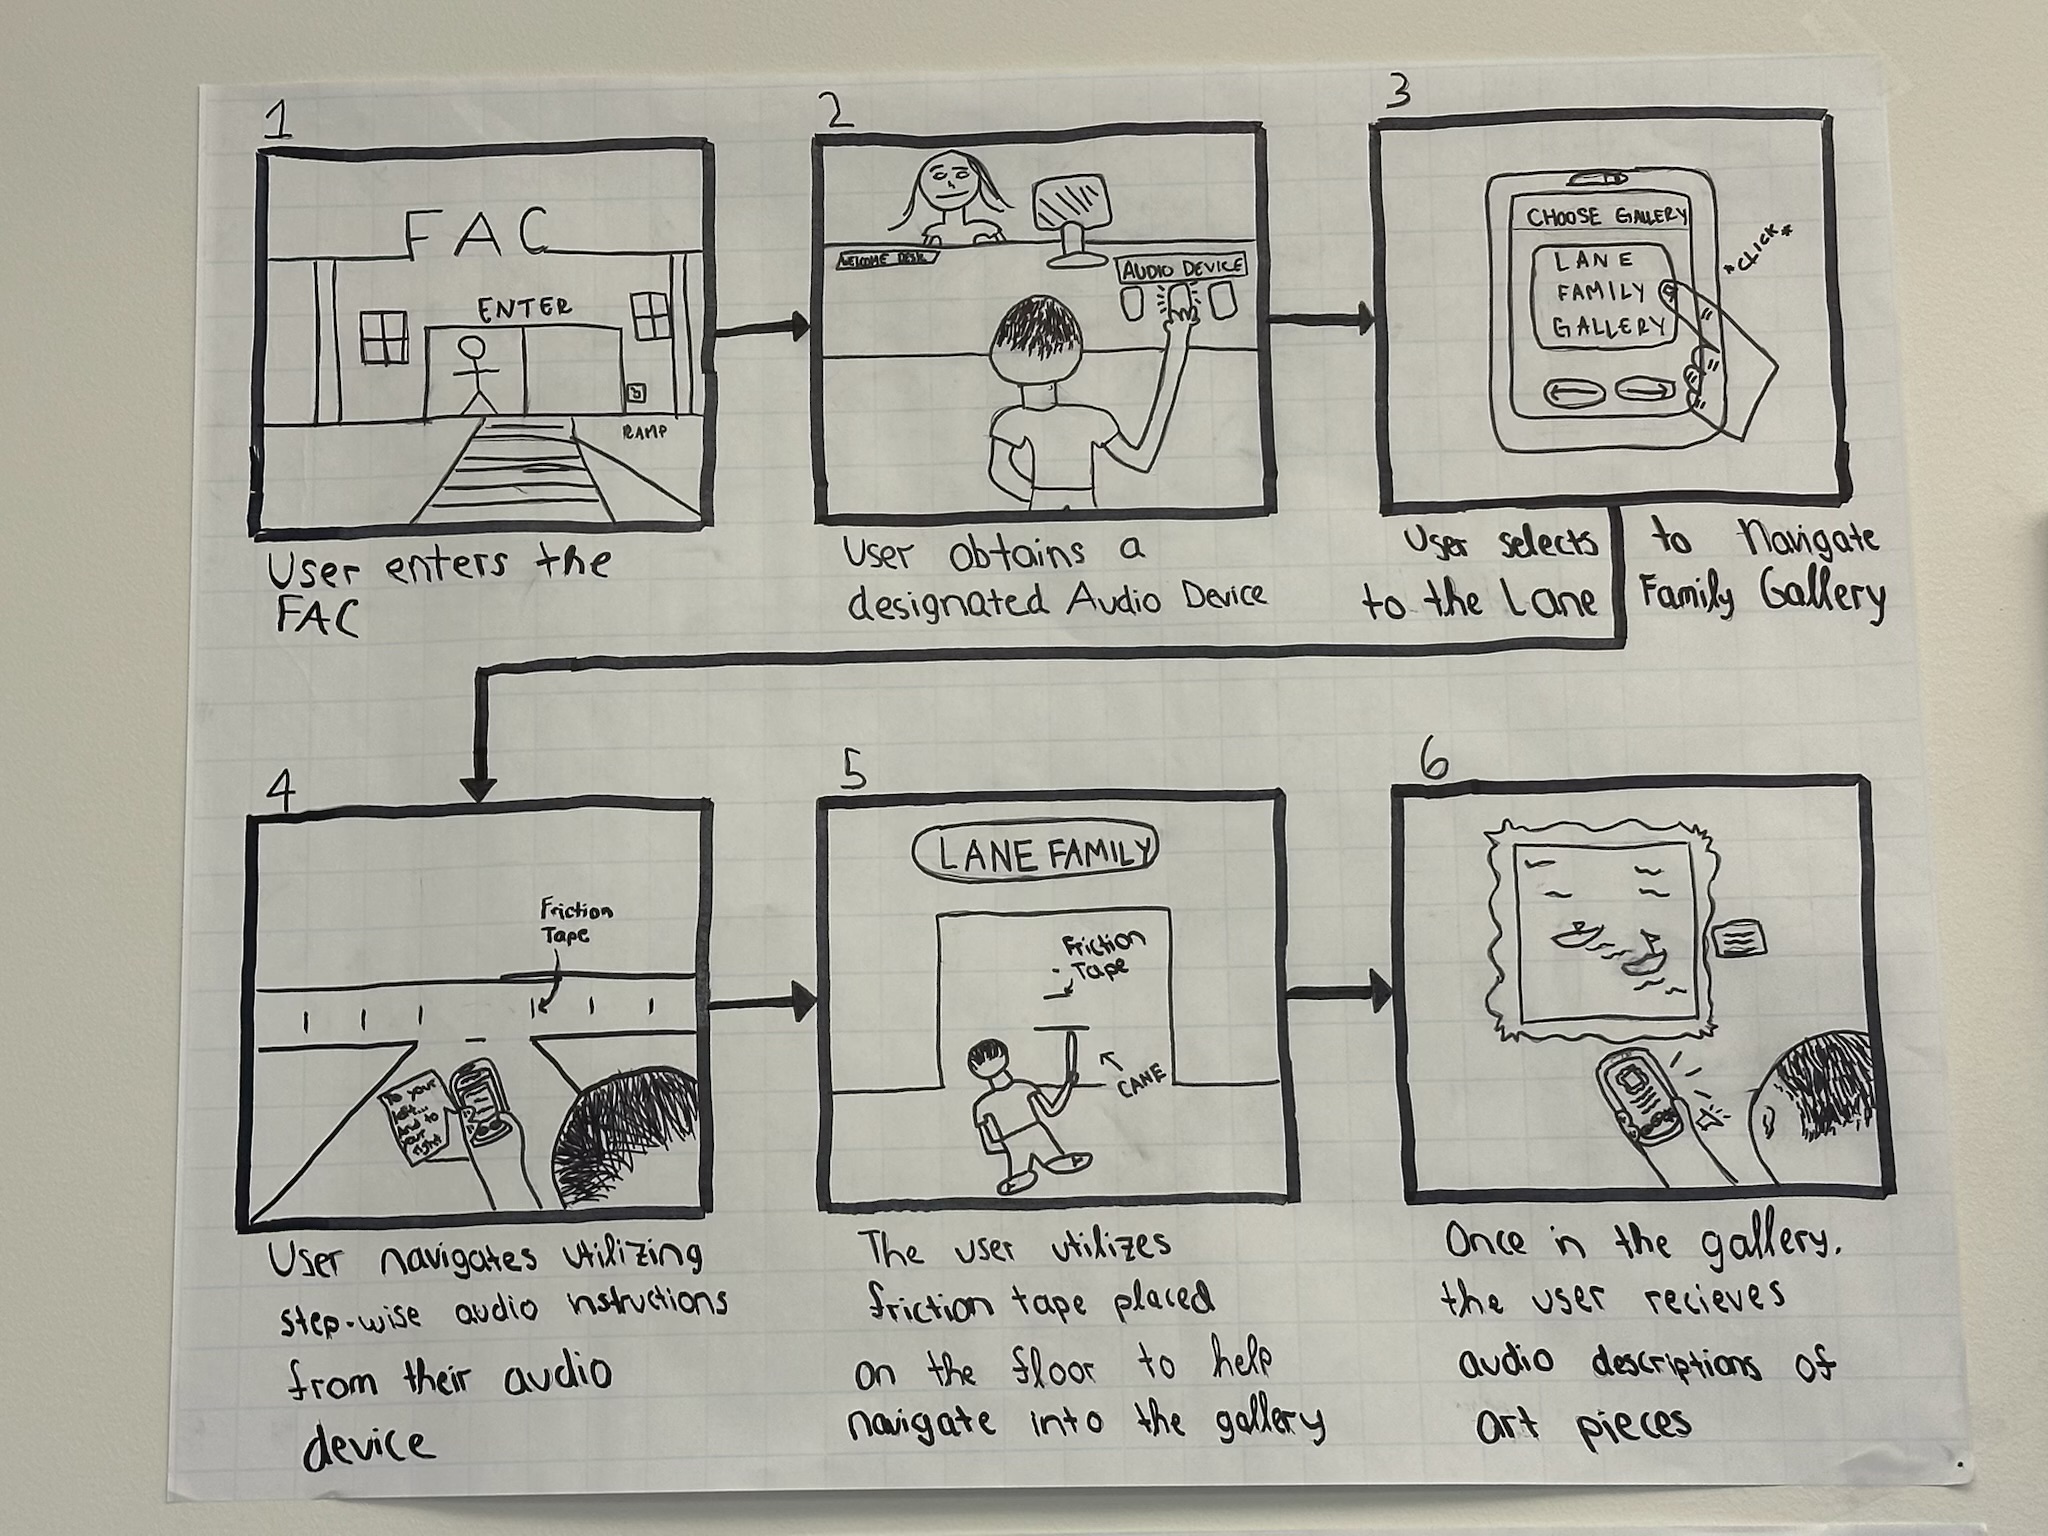 1
FAC
ENTER
RAMP
User enters the
FAC
2
WELCOME DESK
AUDIO DEVICE
User obtains a
designated Audio Device
3
CHOOSE GALLERY
LANE
FAMILY
GALLERY
*CLICK*
User selects to Navigate
to the Lane Family Gallery
4
Friction
Tape
To your
left...
and to
your
right
User navigates utilizing
step-wise audio instructions
from their audio
device
5
LANE FAMILY
Friction
Tape
CANE
The user utilizes
friction tape placed
on the floor to help
navigate into the gallery
6
Once in the gallery.
the user recieves
audio descriptions of
art pieces